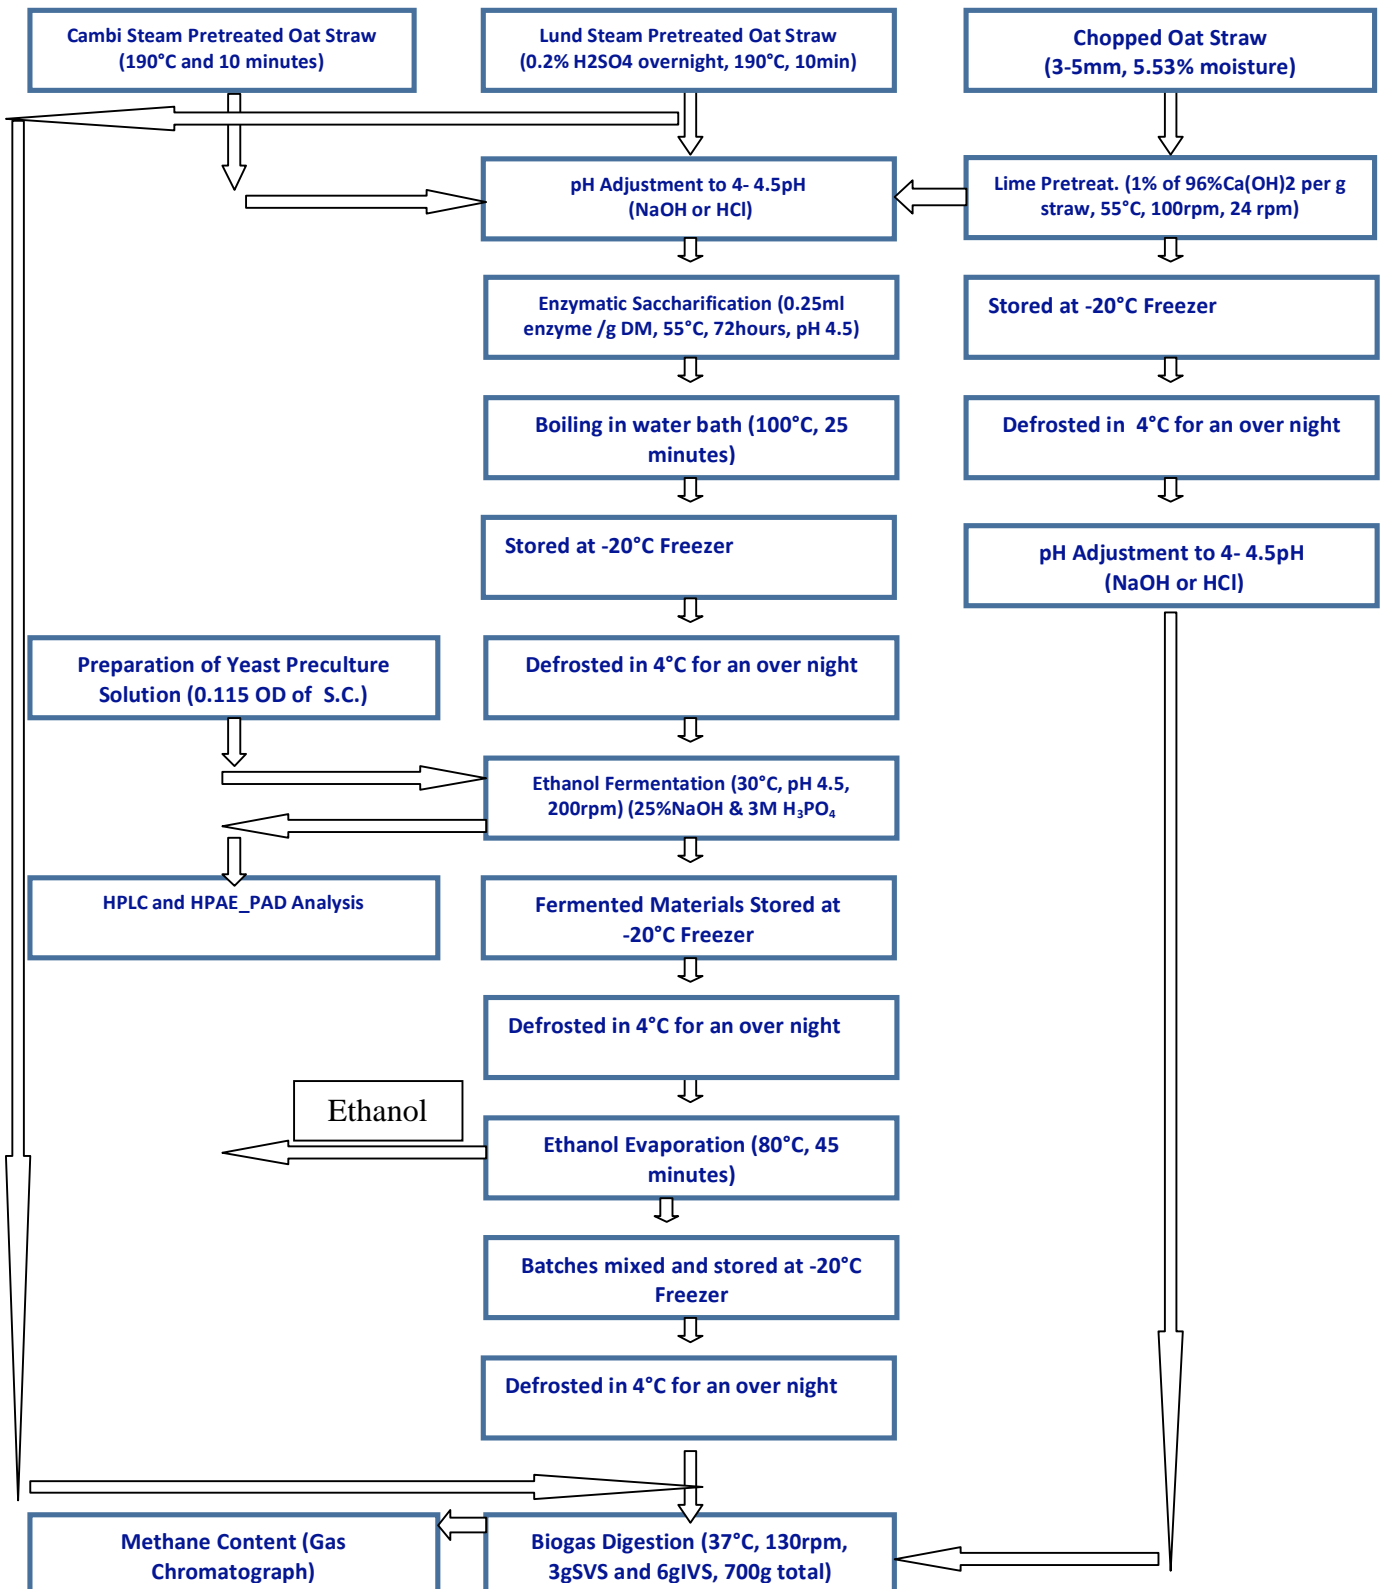 Cambi Steam Pretreated Oat Straw
(190°C and 10 minutes)
Lund Steam Pretreated Oat Straw
(0.2% H2SO4 overnight, 190°C, 10min)
Chopped Oat Straw
(3-5mm, 5.53% moisture)
pH Adjustment to 4- 4.5pH
(NaOH or HCl)
Lime Pretreat. (1% of 96%Ca(OH)2 per g
straw, 55°C, 100rpm, 24 rpm)
Enzymatic Saccharification (0.25ml
enzyme /g DM, 55°C, 72hours, pH 4.5)
Stored at -20°C Freezer
Boiling in water bath (100°C, 25
minutes)
Defrosted in 4°C for an over night
Stored at -20°C Freezer
pH Adjustment to 4- 4.5pH
(NaOH or HCl)
Preparation of Yeast Preculture
Solution (0.115 OD of S.C.)
Defrosted in 4°C for an over night
Ethanol Fermentation (30°C, pH 4.5,
200rpm) (25%NaOH & 3M H₃PO₄
HPLC and HPAE_PAD Analysis
Fermented Materials Stored at
-20°C Freezer
Defrosted in 4°C for an over night
Ethanol
Ethanol Evaporation (80°C, 45
minutes)
Batches mixed and stored at -20°C
Freezer
Defrosted in 4°C for an over night
Methane Content (Gas
Chromatograph)
Biogas Digestion (37°C, 130rpm,
3gSVS and 6gIVS, 700g total)